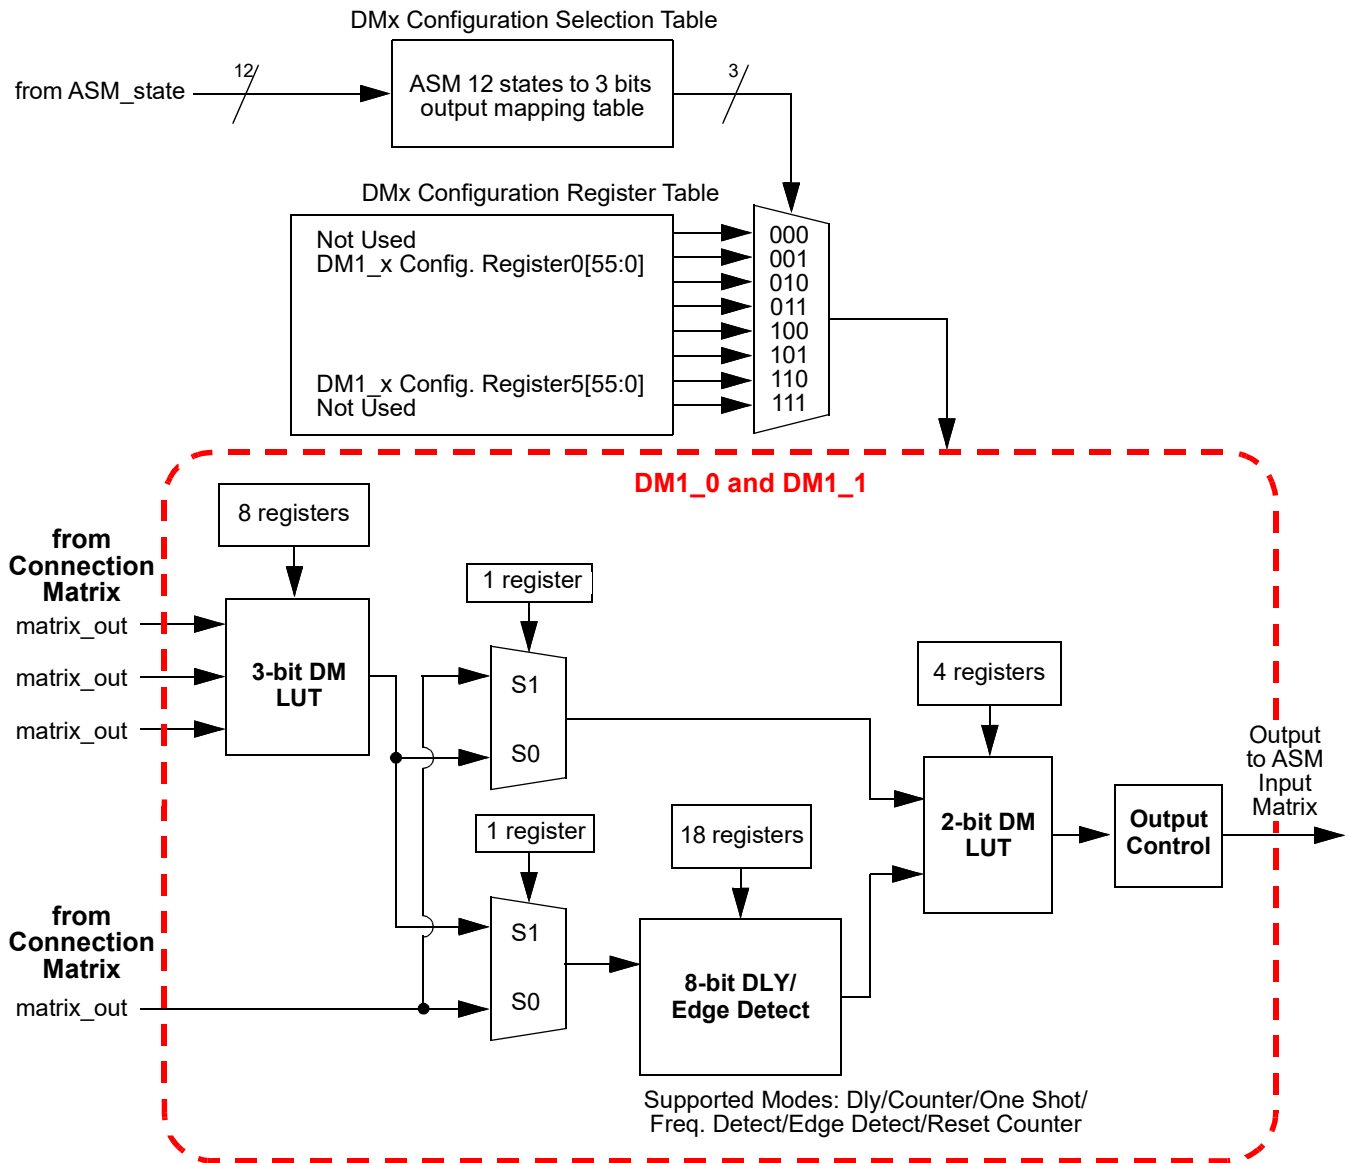 DMx Configuration Selection Table
from ASM_state
12
ASM 12 states to 3 bits
output mapping table
3
DMx Configuration Register Table
Not Used
DM1_x Config. Register0[55:0]
DM1_x Config. Register5[55:0]
Not Used
000
001
010
011
100
101
110
111
DM1_0 and DM1_1
8 registers
from
Connection
Matrix
matrix_out
matrix_out
matrix_out
3-bit DM
LUT
1 register
S1
S0
4 registers
1 register
18 registers
2-bit DM
LUT
Output
Control
Output
to ASM
Input
Matrix
from
Connection
Matrix
matrix_out
S1
S0
8-bit DLY/
Edge Detect
Supported Modes: Dly/Counter/One Shot/
Freq. Detect/Edge Detect/Reset Counter